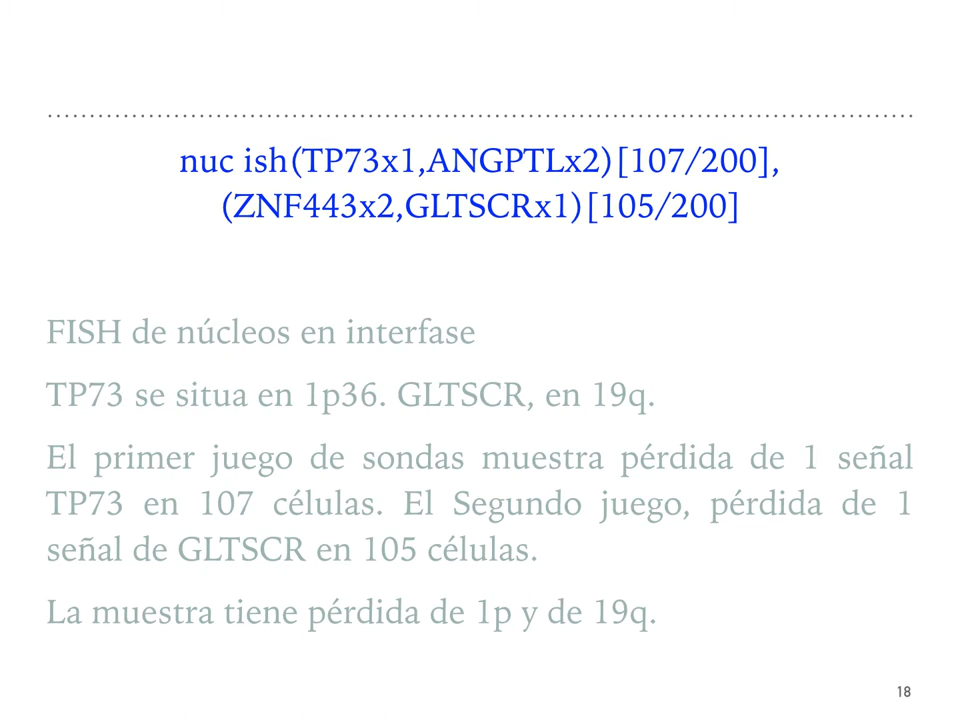 nuc ish(TP73x1,ANGPTLx2)[107/200],
(ZNF443x2,GLTSCRx1)[105/200]
FISH de núcleos en interfase
TP73 se situa en 1p36. GLTSCR, en 19q.
El primer juego de sondas muestra pérdida de 1 señal
TP73 en 107 células. El Segundo juego, pérdida de 1
señal de GLTSCR en 105 células.
La muestra tiene pérdida de 1p y de 19q.
18